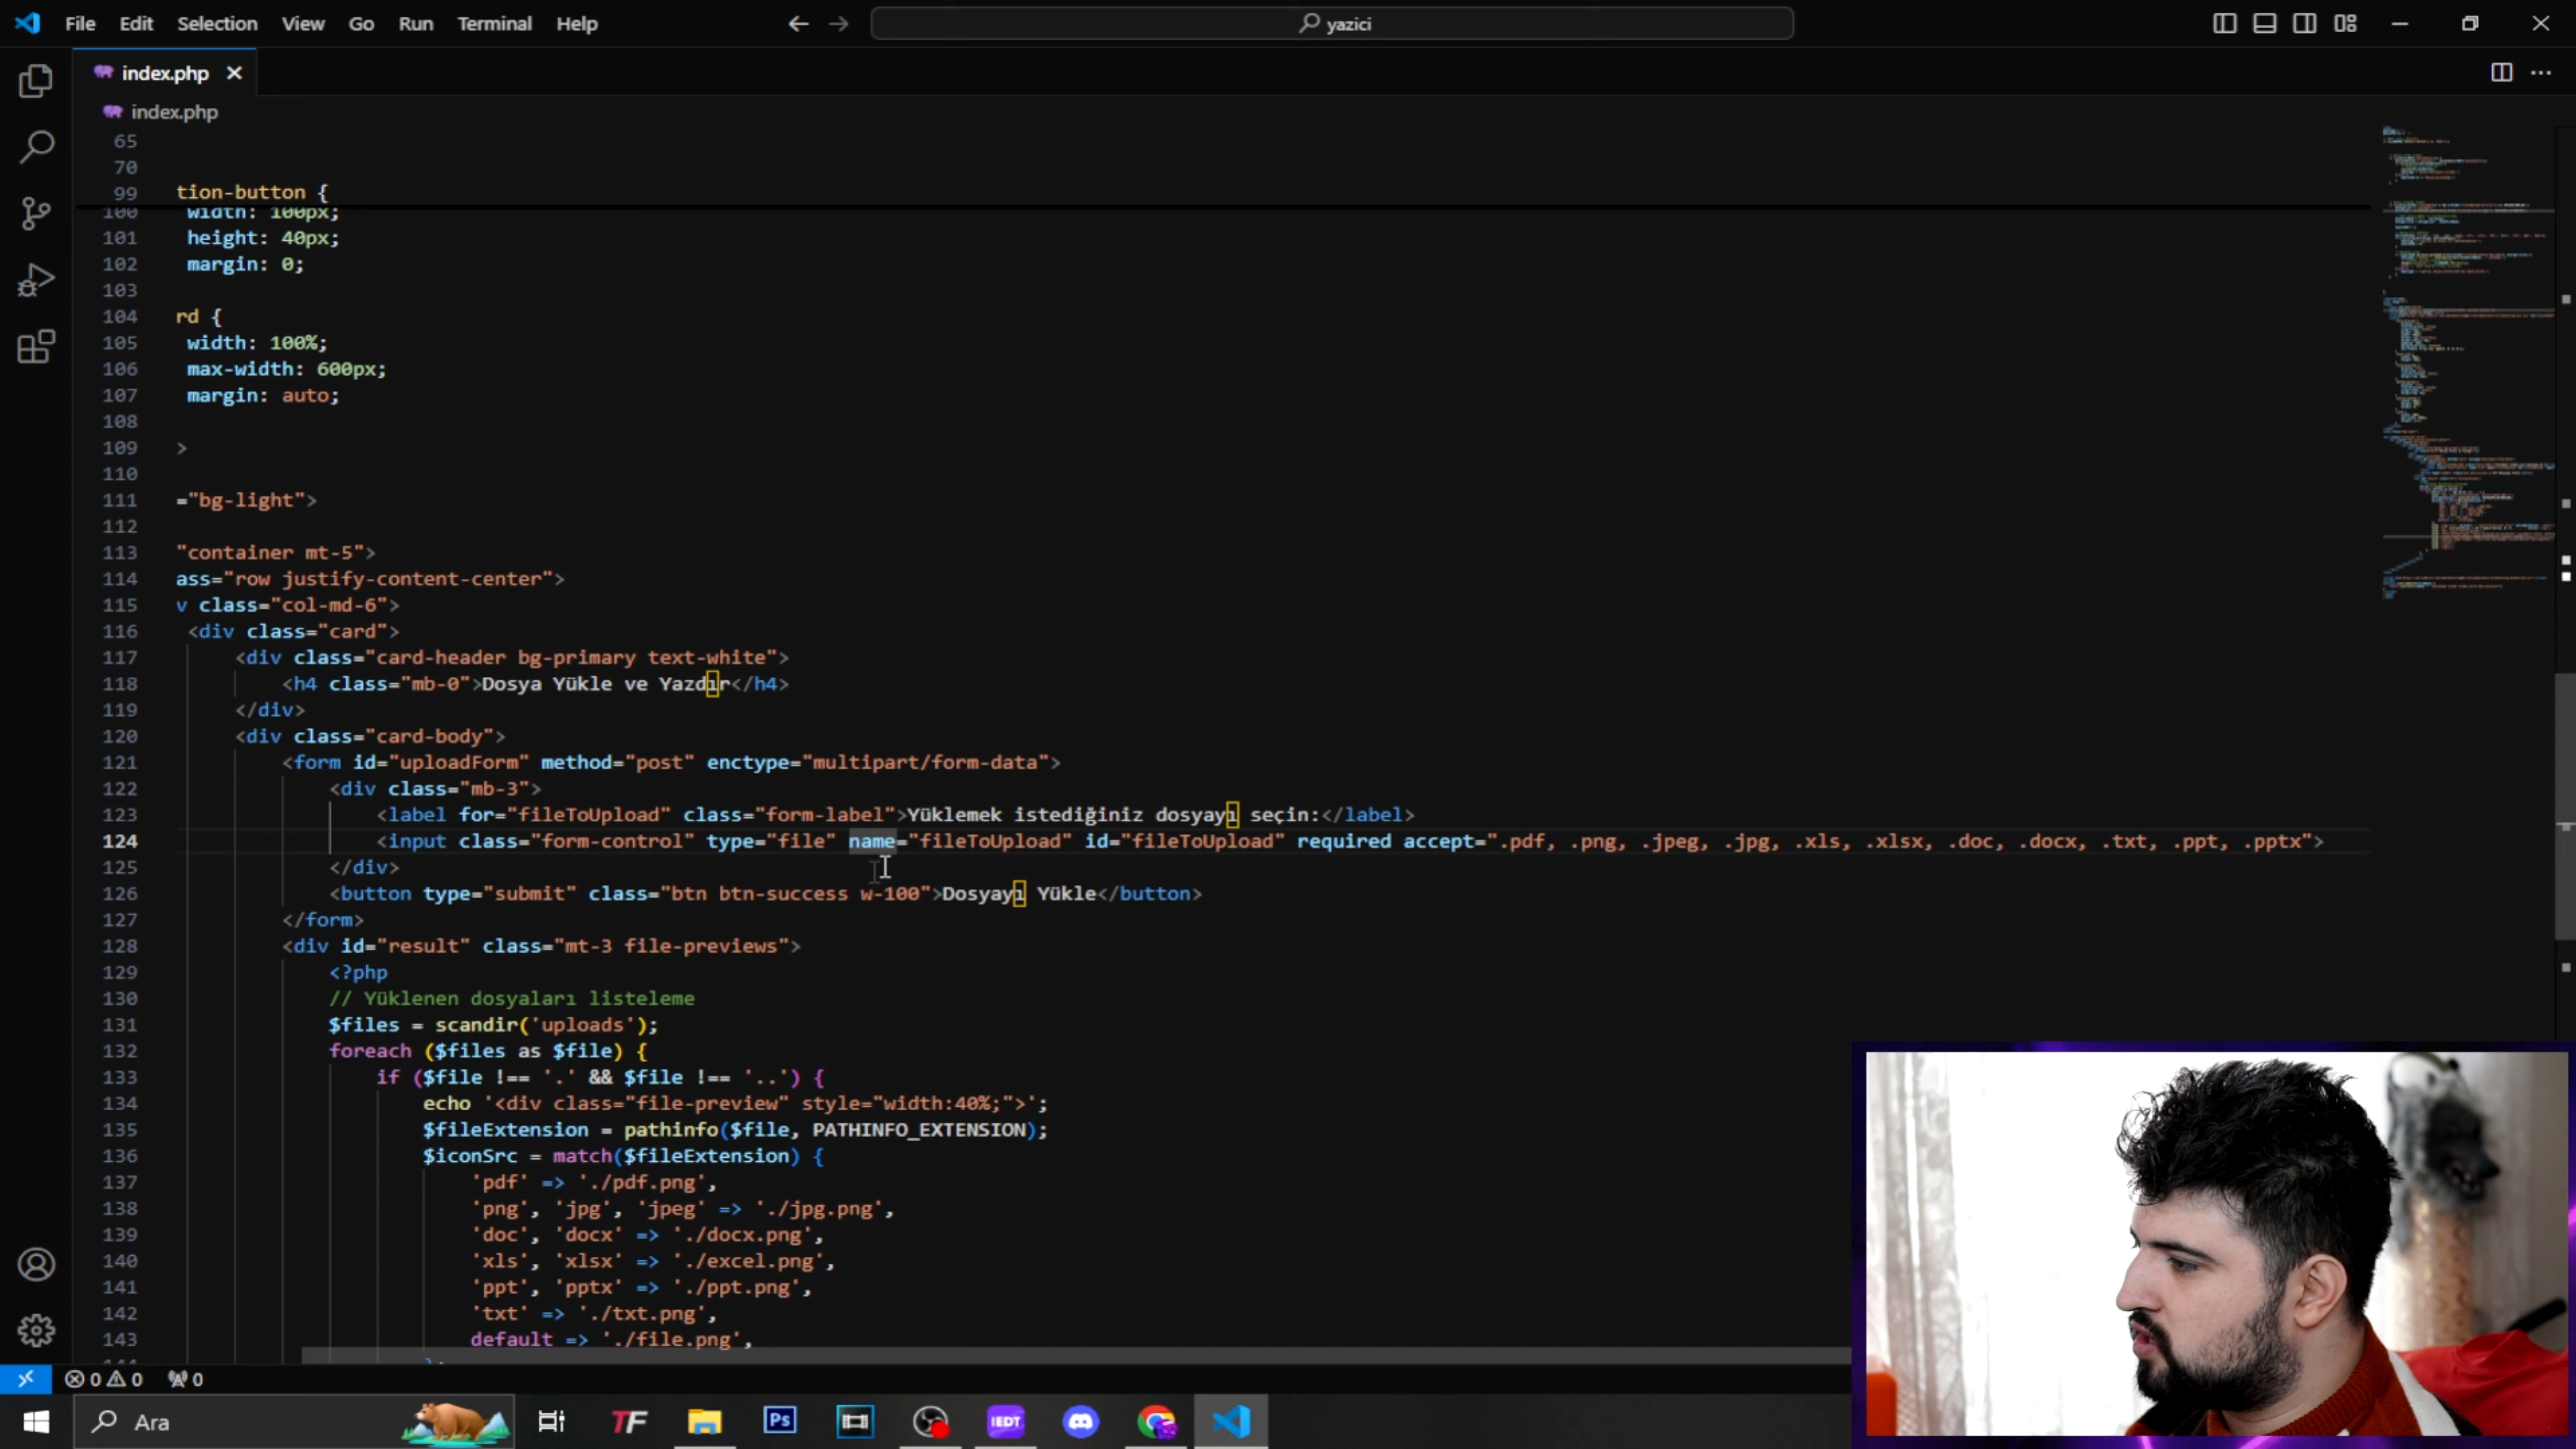 File Edit Selection View Go Run Terminal Help
yazici
index.php
index.php
65
70
99 tion-button {
100 width: 100px;
101 height: 40px;
102 margin: 0;
103
104 rd {
105 width: 100%;
106 max-width: 600px;
107 margin: auto;
108
109 >
110
111 ="bg-light">
112
113 "container mt-5">
114 ass="row justify-content-center">
115 v class="col-md-6">
116 <div class="card">
117 <div class="card-header bg-primary text-white">
118 <h4 class="mb-0">Dosya Yükle ve Yazdır</h4>
119 </div>
120 <div class="card-body">
121 <form id="uploadForm" method="post" enctype="multipart/form-data">
122 <div class="mb-3">
123 <label for="fileToUpload" class="form-label">Yüklemek istediğiniz dosyayı seçin:</label>
124 <input class="form-control" type="file" name="fileToUpload" id="fileToUpload" required accept=".pdf, .png, .jpeg, .jpg, .xls, .xlsx, .doc, .docx, .txt, .ppt, .pptx">
125 </div>
126 <button type="submit" class="btn btn-success w-100">Dosyayı Yükle</button>
127 </form>
128 <div id="result" class="mt-3 file-previews">
129 <?php
130 // Yüklenen dosyaları listeleme
131 $files = scandir('uploads');
132 foreach ($files as $file) {
133 if ($file !== '.' && $file !== '..') {
134 echo '<div class="file-preview" style="width:40%;">';
135 $fileExtension = pathinfo($file, PATHINFO_EXTENSION);
136 $iconSrc = match($fileExtension) {
137 'pdf' => './pdf.png',
138 'png', 'jpg', 'jpeg' => './jpg.png',
139 'doc', 'docx' => './docx.png',
140 'xls', 'xlsx' => './excel.png',
141 'ppt', 'pptx' => './ppt.png',
142 'txt' => './txt.png',
143 default => './file.png',
0 0 0
Ara
TF
Ps
IEDT